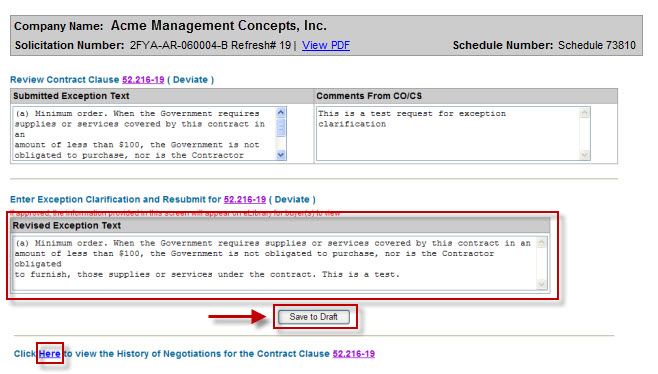 Company Name: Acme Management Concepts, Inc.
Solicitation Number: 2FYA-AR-060004-B Refresh# 19 | View PDF Schedule Number: Schedule 73810
Review Contract Clause 52.216-19 ( Deviate )
Submitted Exception Text
(a) Minimum order. When the Government requires
supplies or services covered by this contract in
an
amount of less than $100, the Government is not
obligated to purchase, nor is the Contractor
Comments From CO/CS
This is a test request for exception
clarification
Enter Exception Clarification and Resubmit for 52.216-19 ( Deviate )
If approved, the information provided in this screen will appear on eLibrary for buyer(s) to view
Revised Exception Text
(a) Minimum order. When the Government requires supplies or services covered by this contract in an
amount of less than $100, the Government is not obligated to purchase, nor is the Contractor
obligated
to furnish, those supplies or services under the contract. This is a test.
Save to Draft
Click Here to view the History of Negotiations for the Contract Clause 52.216-19